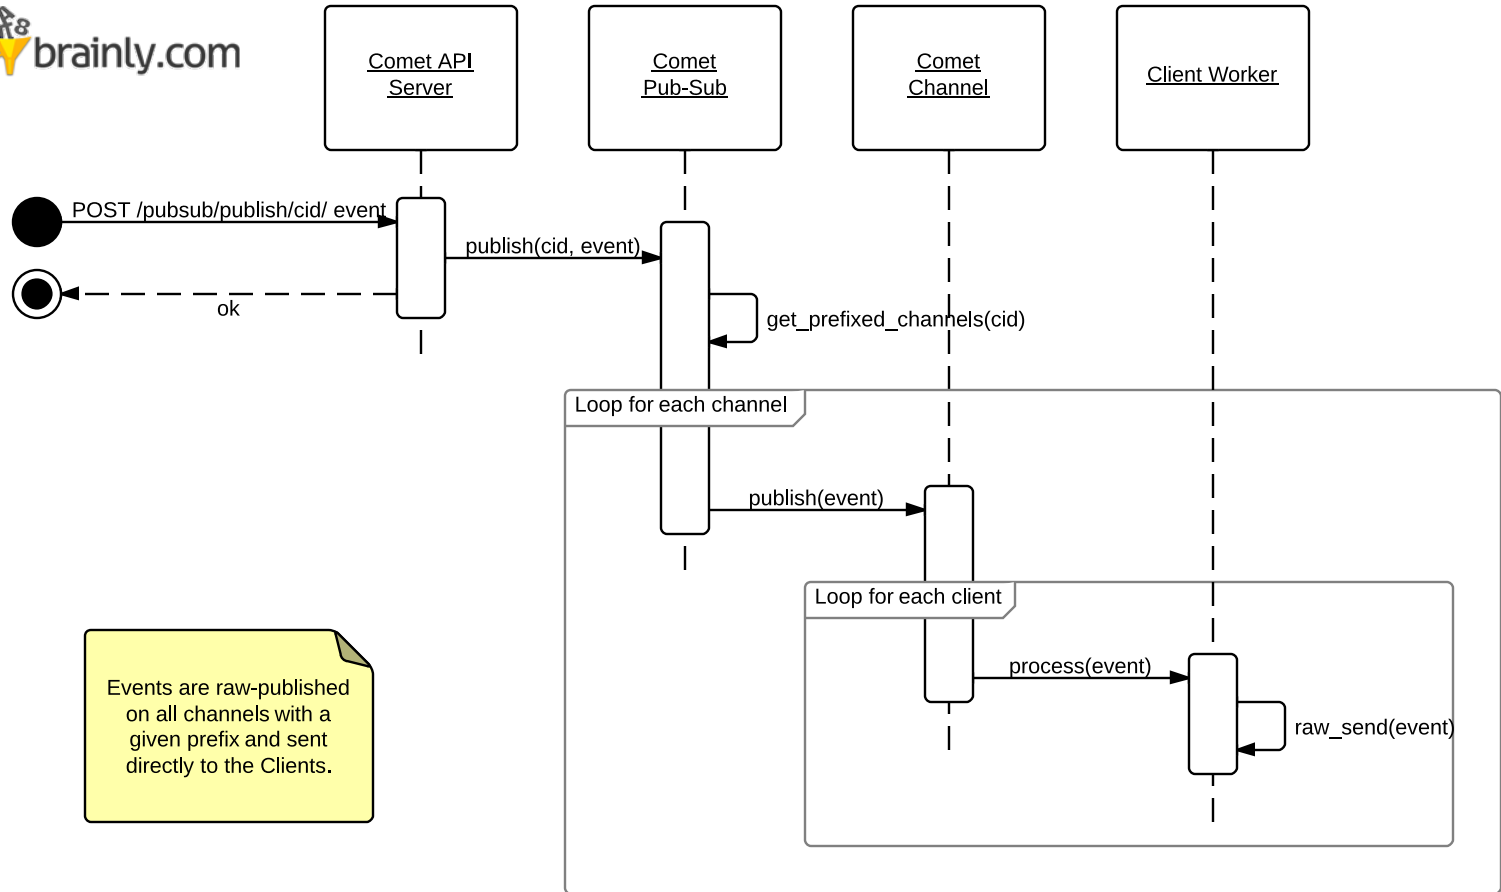 brainly.com
Comet API
Server
Comet
Pub-Sub
Comet
Channel
Client Worker
POST /pubsub/publish/cid/ event
publish(cid, event)
ok
get_prefixed_channels(cid)
Loop for each channel
publish(event)
Loop for each client
process(event)
raw_send(event)
Events are raw-published
on all channels with a
given prefix and sent
directly to the Clients.